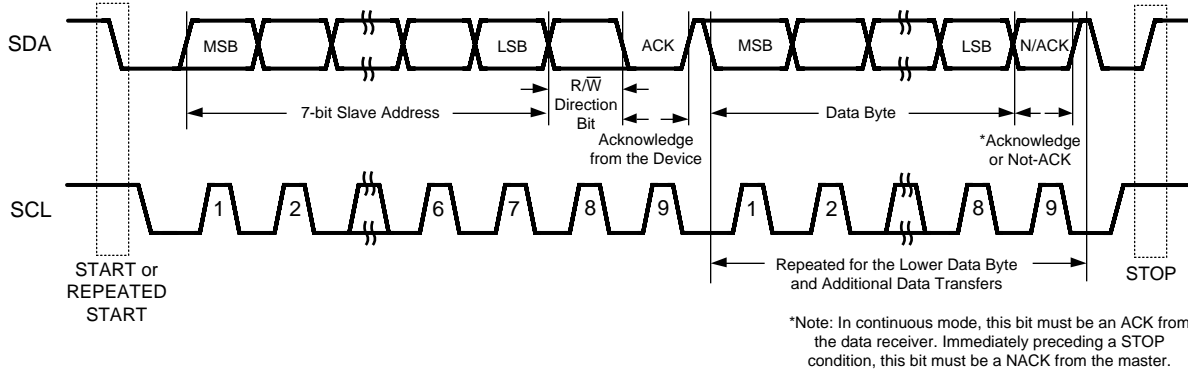 SDA
MSB
LSB
ACK
MSB
LSB
N/ACK
7-bit Slave Address
R/W̅
Direction
Bit
Acknowledge
from the Device
Data Byte
*Acknowledge
or Not-ACK
SCL
1
2
6
7
8
9
1
2
8
9
START or
REPEATED
START
Repeated for the Lower Data Byte
and Additional Data Transfers
STOP
*Note: In continuous mode, this bit must be an ACK from
the data receiver. Immediately preceding a STOP
condition, this bit must be a NACK from the master.